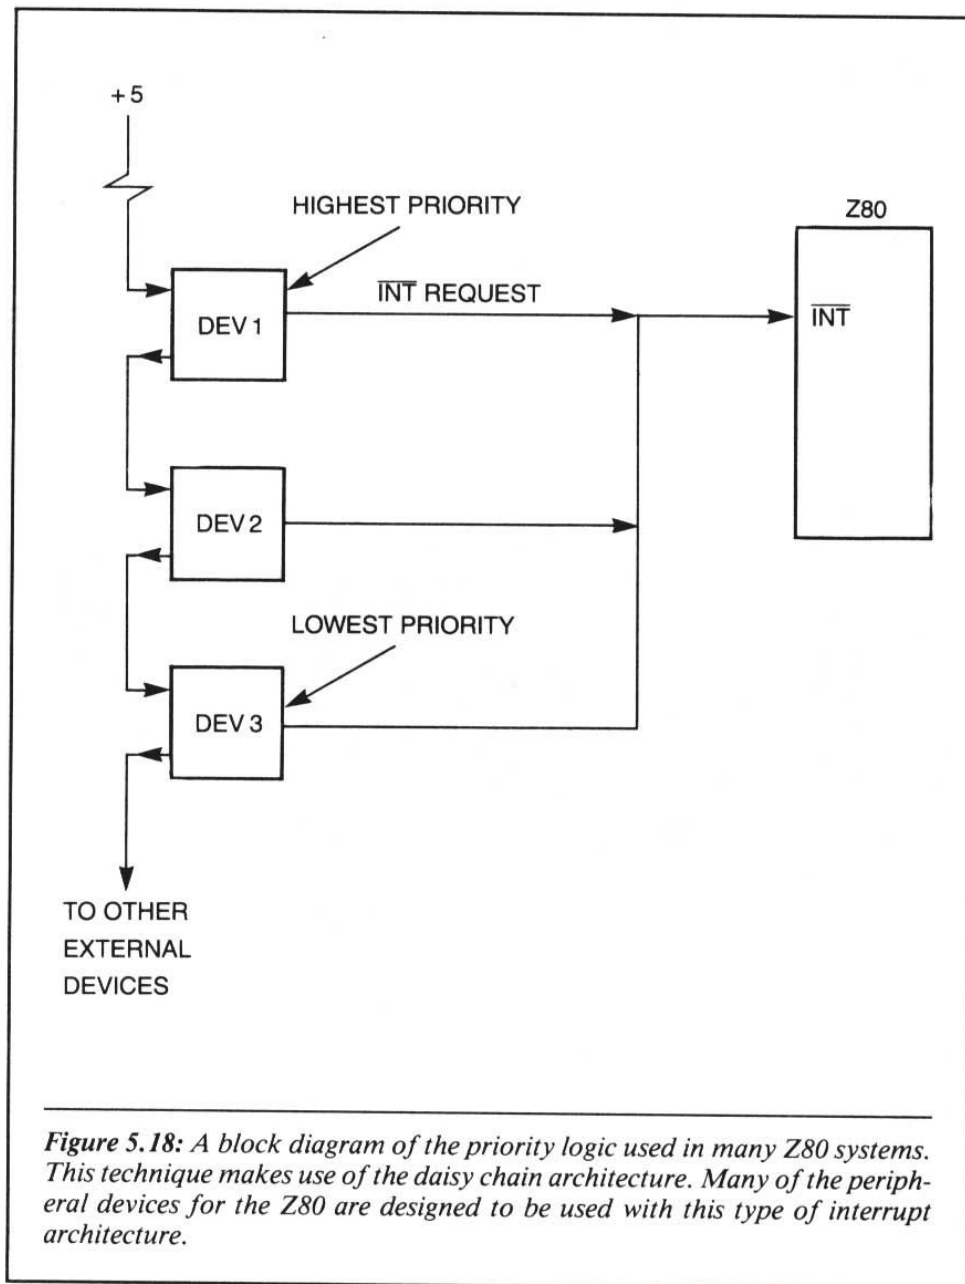 +5
HIGHEST PRIORITY
Z80
DEV 1
I̅N̅T̅ REQUEST
I̅N̅T̅
DEV 2
LOWEST PRIORITY
DEV 3
TO OTHER
EXTERNAL
DEVICES
Figure 5.18: A block diagram of the priority logic used in many Z80 systems.
This technique makes use of the daisy chain architecture. Many of the periph-
eral devices for the Z80 are designed to be used with this type of interrupt
architecture.